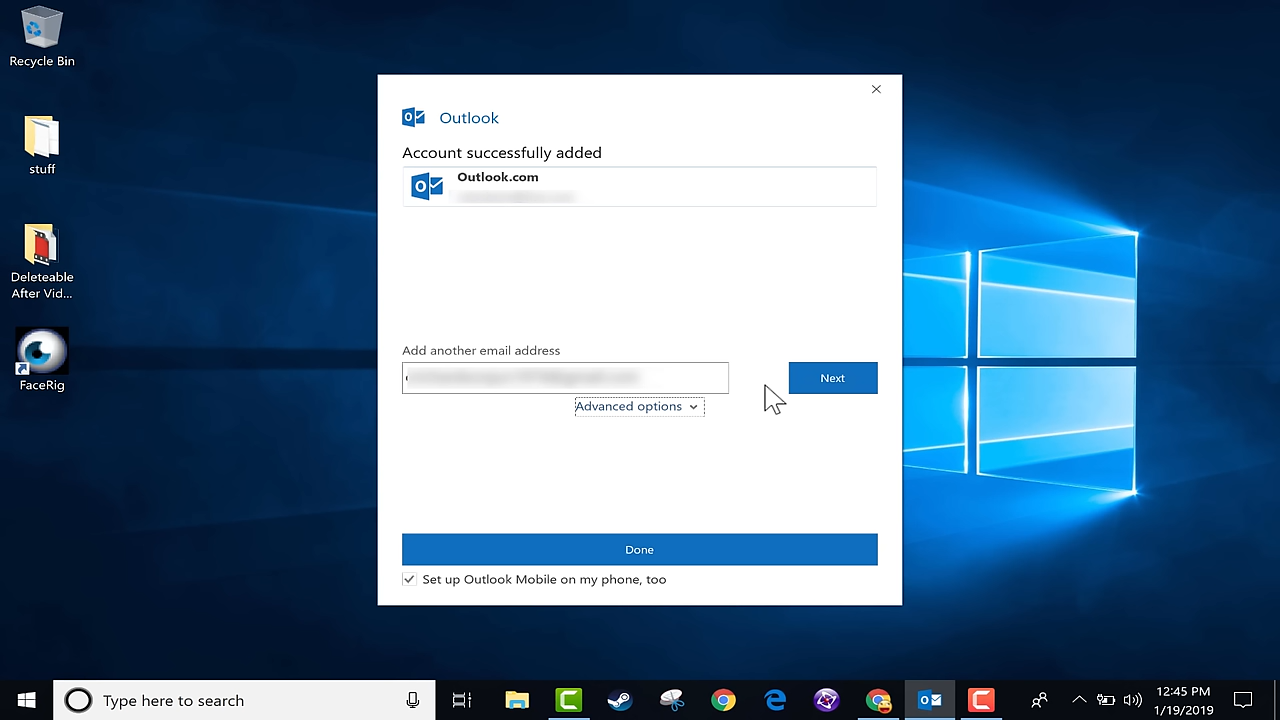 Recycle Bin
stuff
Deleteable
After Vid...
FaceRig
Outlook
Account successfully added
Outlook.com
Add another email address
Next
Advanced options
Done
Set up Outlook Mobile on my phone, too
Type here to search
12:45 PM
1/19/2019